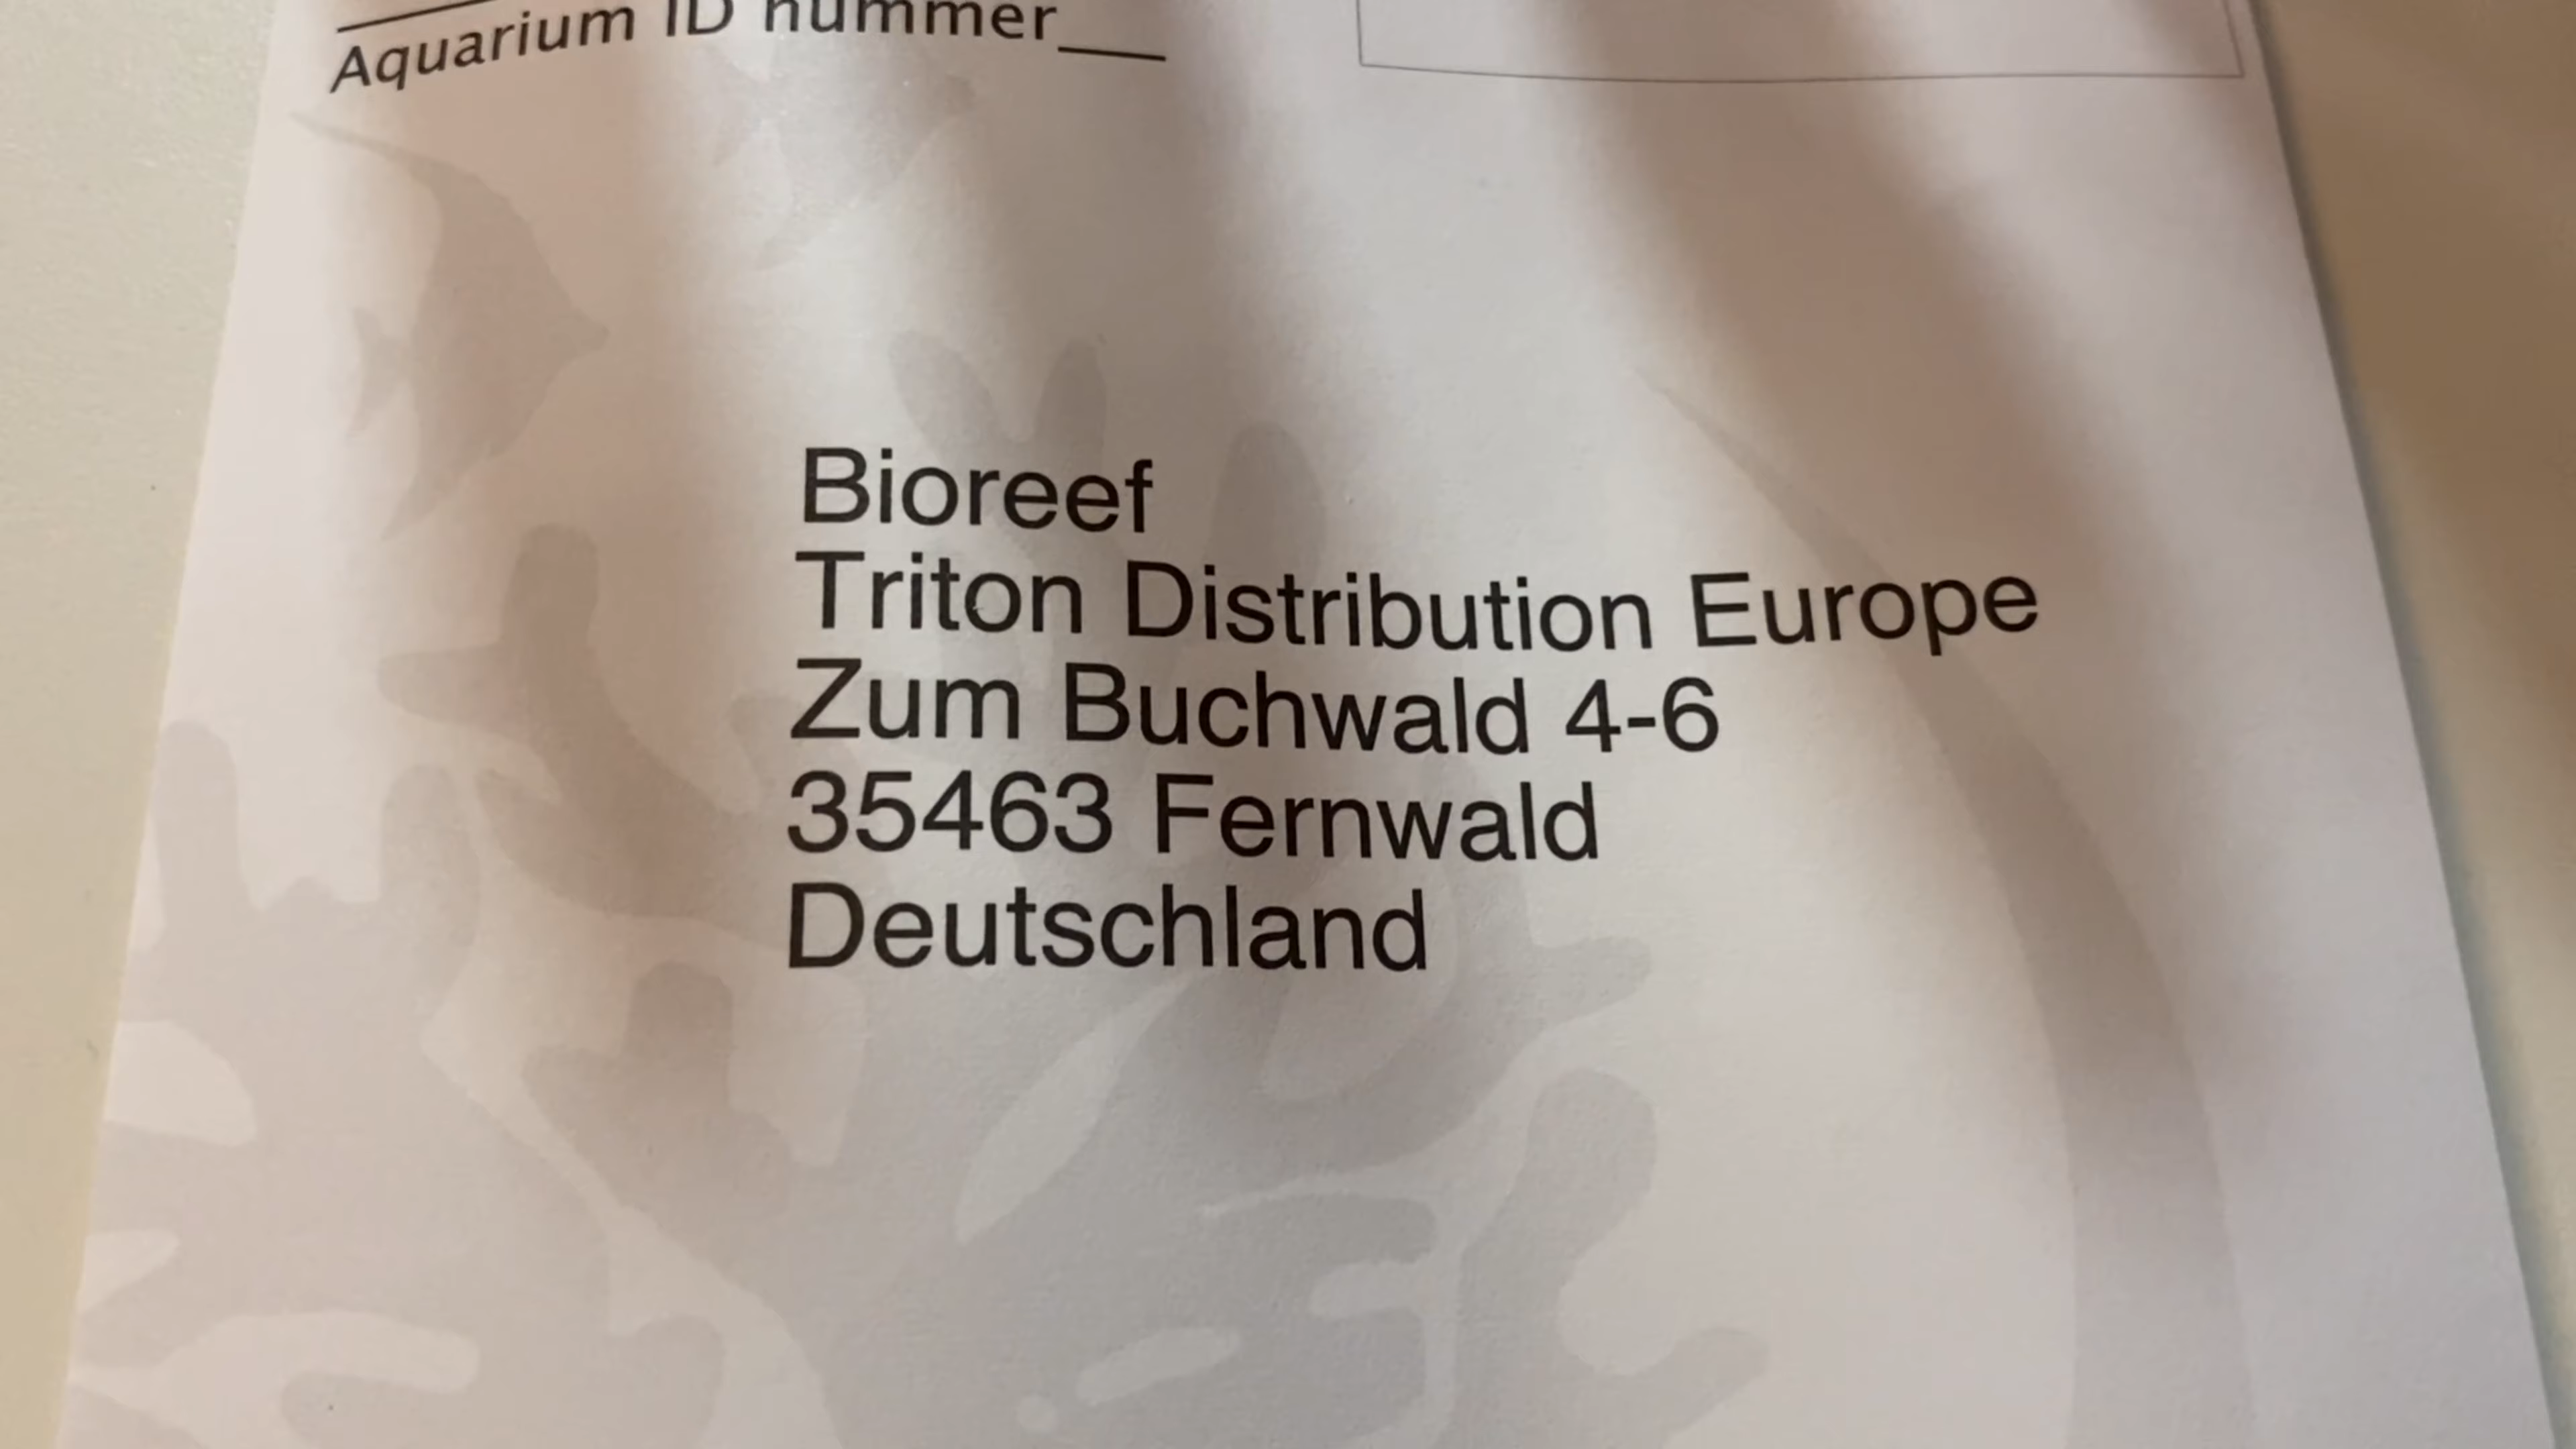 Aquarium ID nummer___
Bioreef
Triton Distribution Europe
Zum Buchwald 4-6
35463 Fernwald
Deutschland